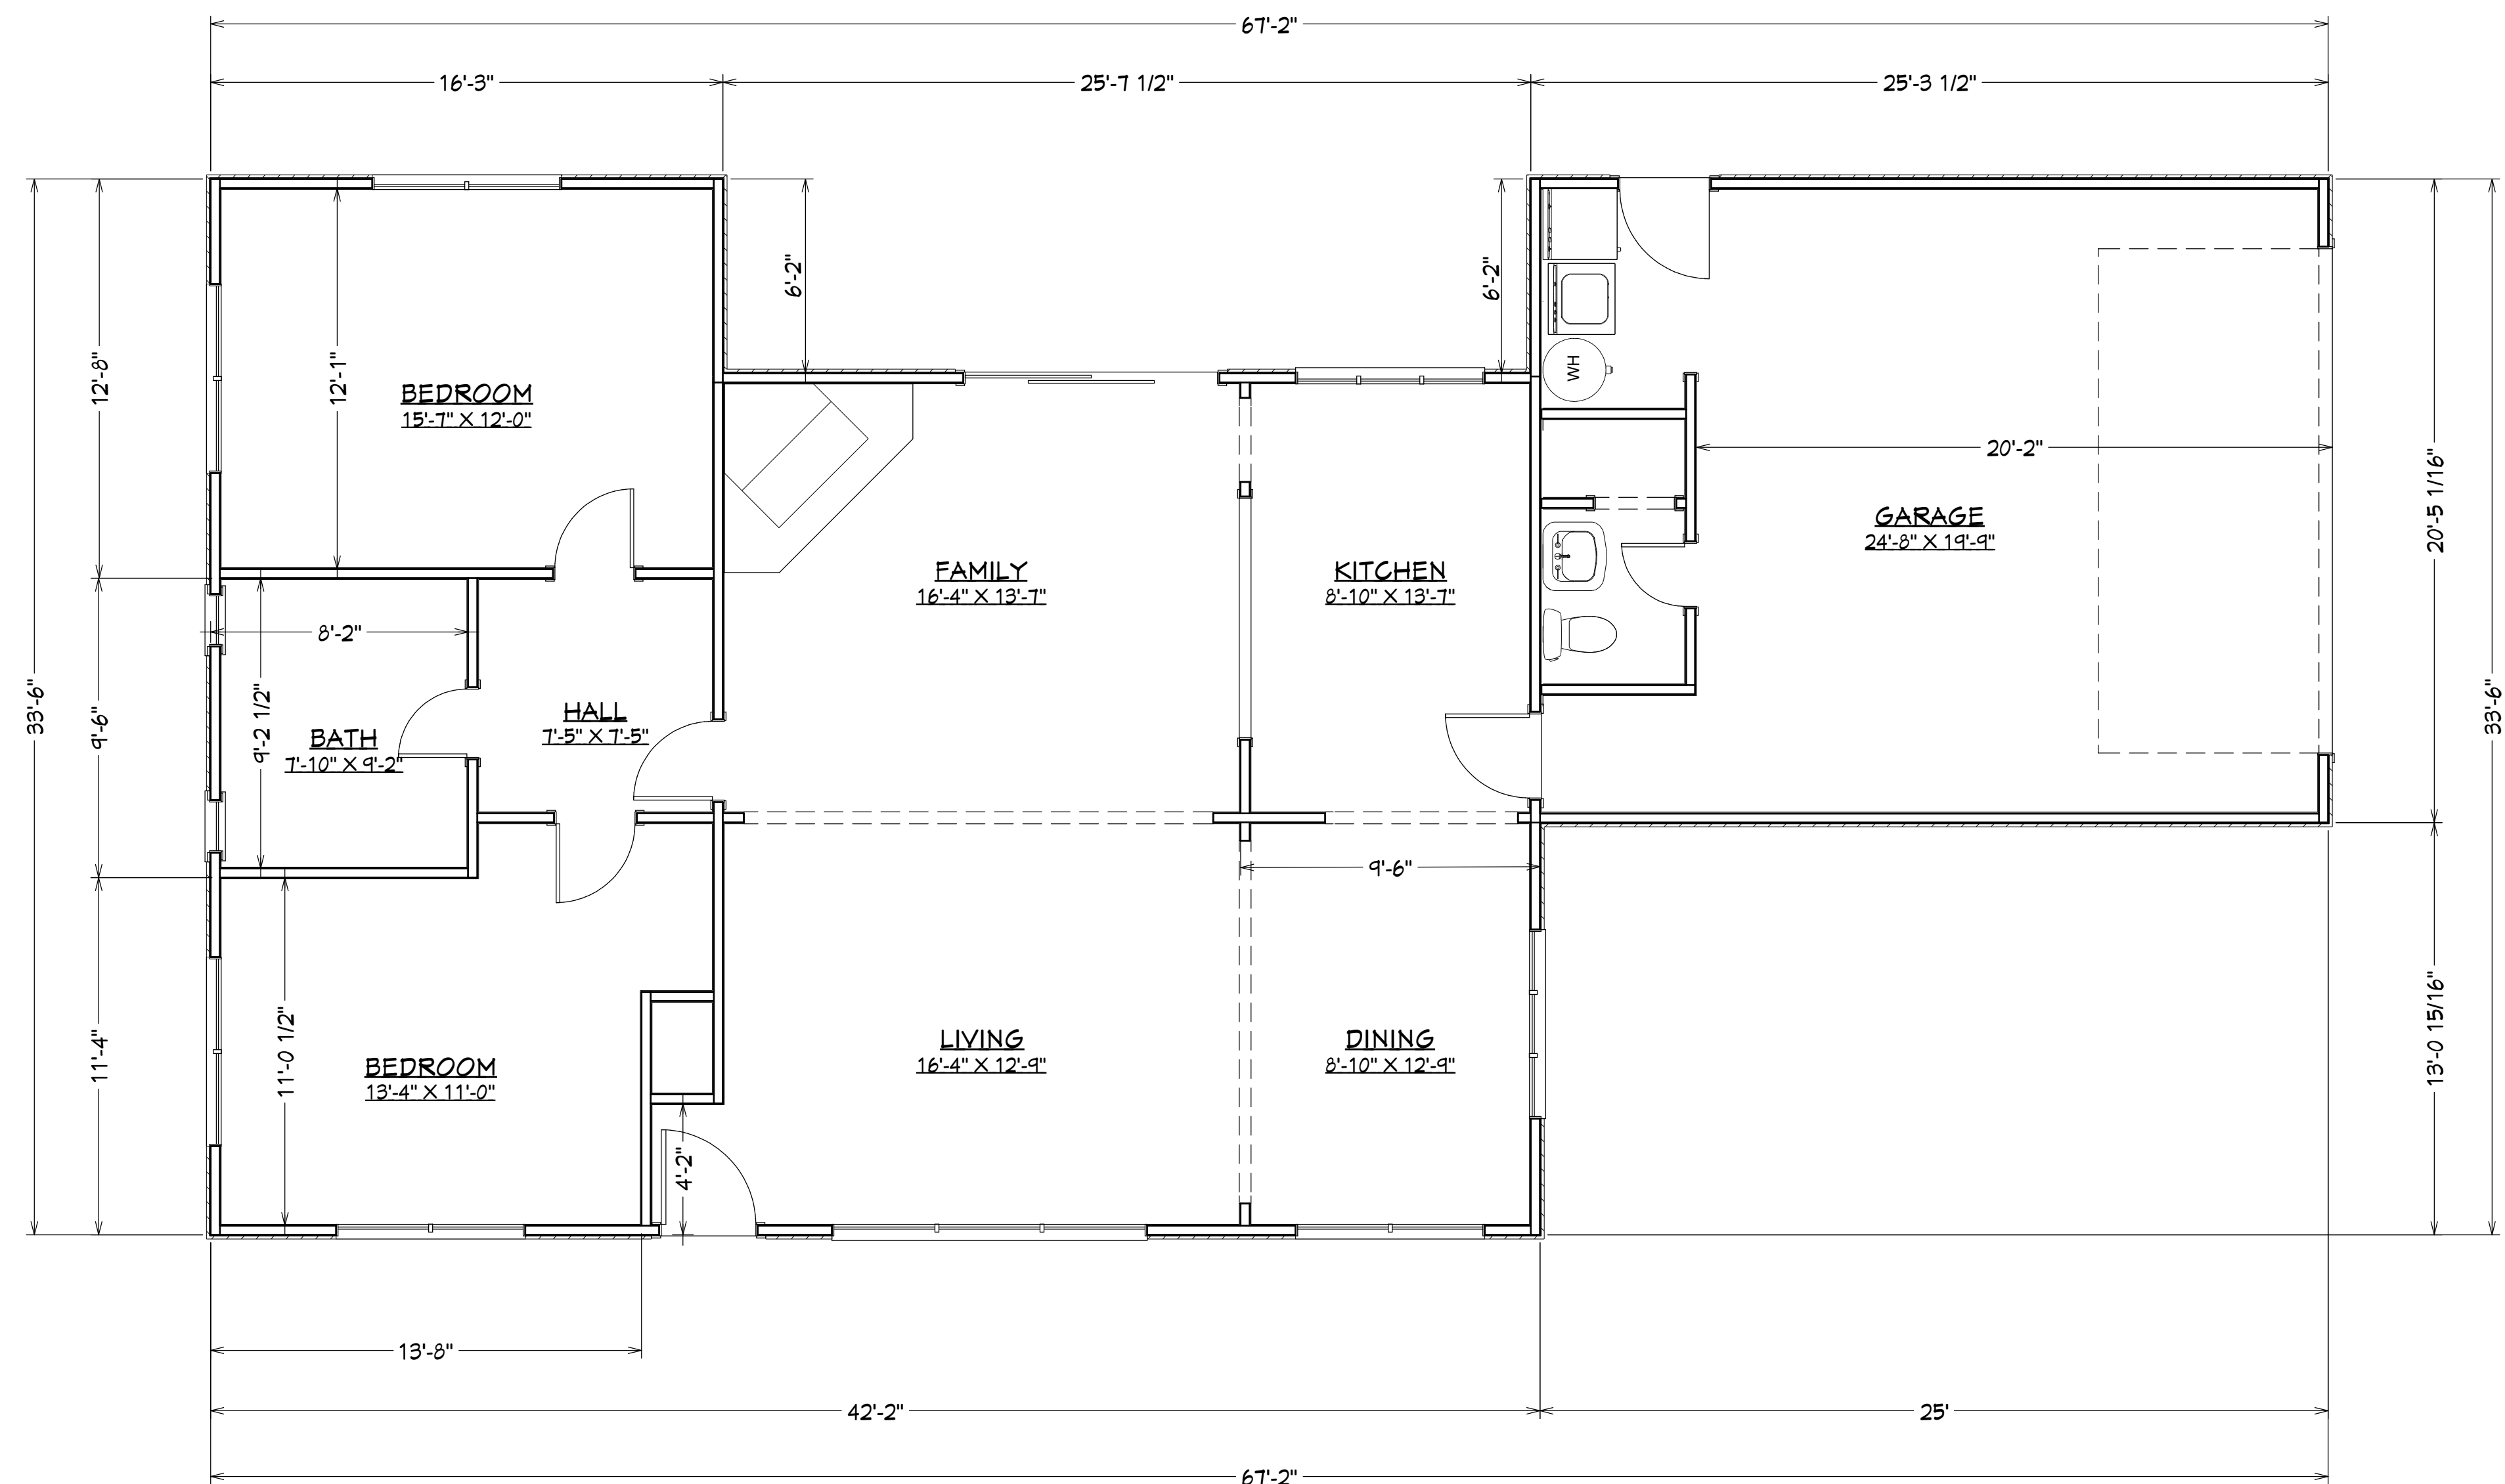 67'-2"
16'-3"
25'-7 1/2"
25'-3 1/2"
33'-6"
12'-8"
12'-1"
BEDROOM
15'-7" X 12'-0"
6'-2"
6'-2"
WH
20'-2"
GARAGE
24'-8" X 19'-9"
20'-5 1/16"
33'-6"
FAMILY
16'-4" X 13'-7"
KITCHEN
8'-10" X 13'-7"
9'-6"
8'-2"
9'-2 1/2"
BATH
7'-10" X 9'-2"
HALL
7'-5" X 7'-5"
9'-6"
11'-4"
11'-0 1/2"
BEDROOM
13'-4" X 11'-0"
4'-2"
LIVING
16'-4" X 12'-9"
DINING
8'-10" X 12'-9"
13'-0 15/16"
13'-8"
42'-2"
25'
67'-2"